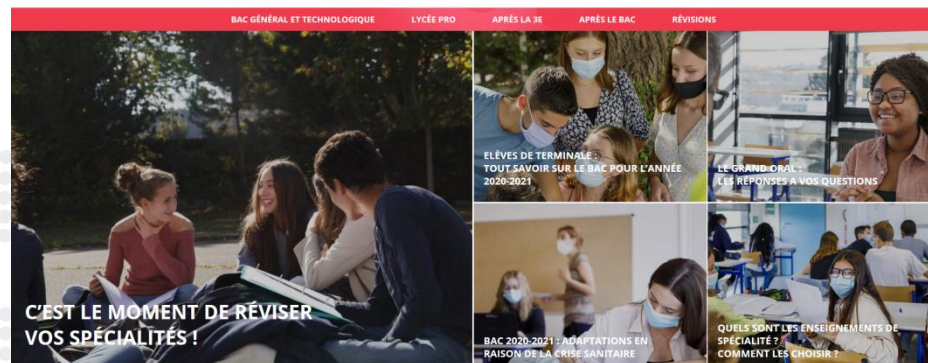 BAC GÉNÉRAL ET TECHNOLOGIQUE LYCÉE PRO APRÈS LA 3E APRÈS LE BAC RÉVISIONS
C'EST LE MOMENT DE RÉVISER
VOS SPÉCIALITÉS !
ELÈVES DE TERMINALE :
TOUT SAVOIR SUR LE BAC POUR L'ANNÉE
2020-2021
LE GRAND ORAL :
LES RÉPONSES A VOS QUESTIONS
BAC 2020-2021 : ADAPTATIONS EN
RAISON DE LA CRISE SANITAIRE
QUELS SONT LES ENSEIGNEMENTS DE
SPÉCIALITÉ ?
COMMENT LES CHOISIR ?